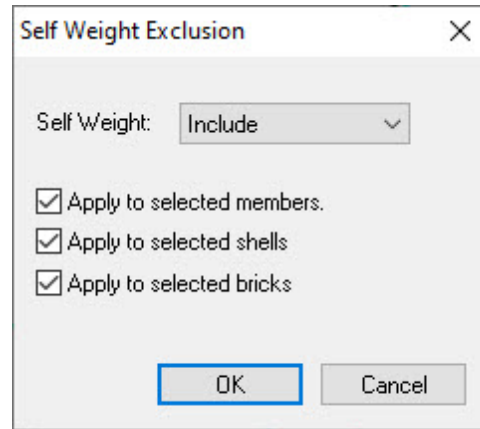 Self Weight Exclusion
Self Weight: Include
Apply to selected members.
Apply to selected shells
Apply to selected bricks
OK Cancel